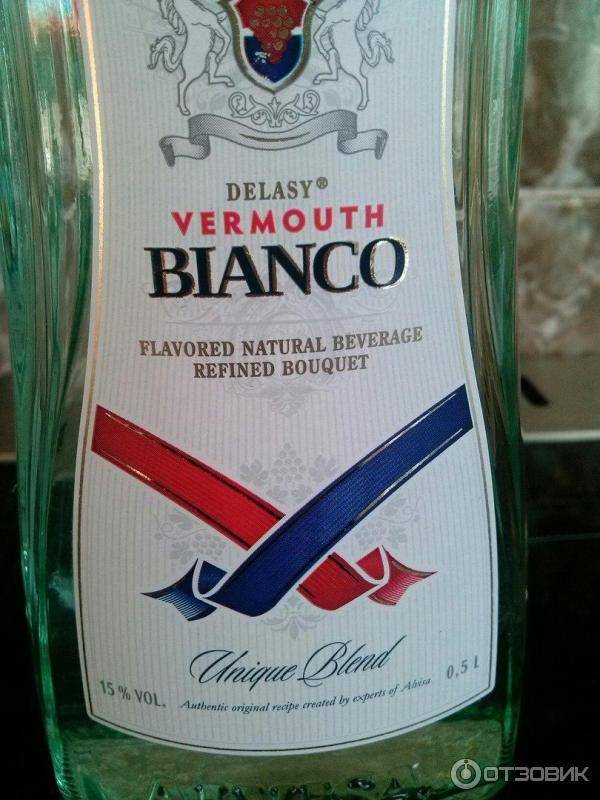 DELASY®
VERMOUTH
BIANCO
FLAVORED NATURAL BEVERAGE
REFINED BOUQUET
Unique Blend
15 % VOL.
0,5 L
Authentic original recipe created by experts of Alvisa
ОТЗОВИК